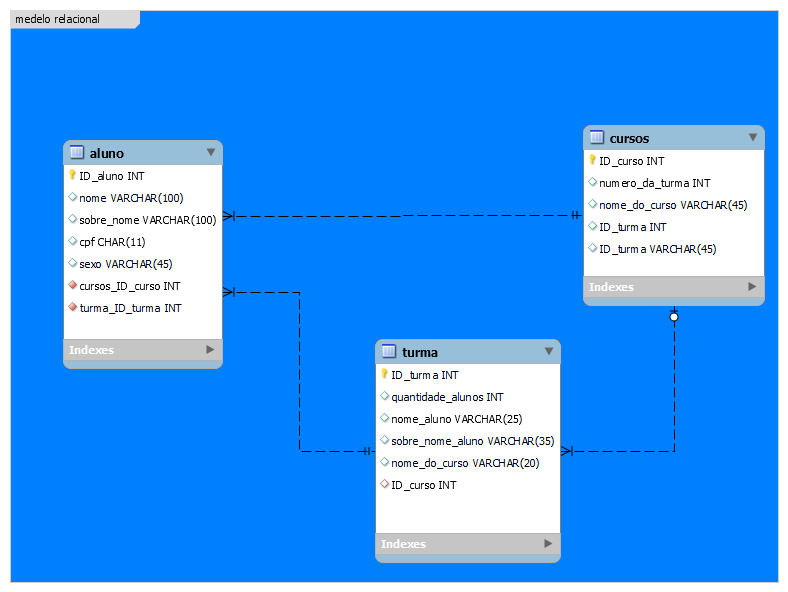 medelo relacional
aluno
ID_aluno INT
nome VARCHAR(100)
sobre_nome VARCHAR(100)
cpf CHAR(11)
sexo VARCHAR(45)
cursos_ID_curso INT
turma_ID_turma INT
Indexes
cursos
ID_curso INT
numero_da_turma INT
nome_do_curso VARCHAR(45)
ID_turma INT
ID_turma VARCHAR(45)
Indexes
turma
ID_turma INT
quantidade_alunos INT
nome_aluno VARCHAR(25)
sobre_nome_aluno VARCHAR(35)
nome_do_curso VARCHAR(20)
ID_curso INT
Indexes